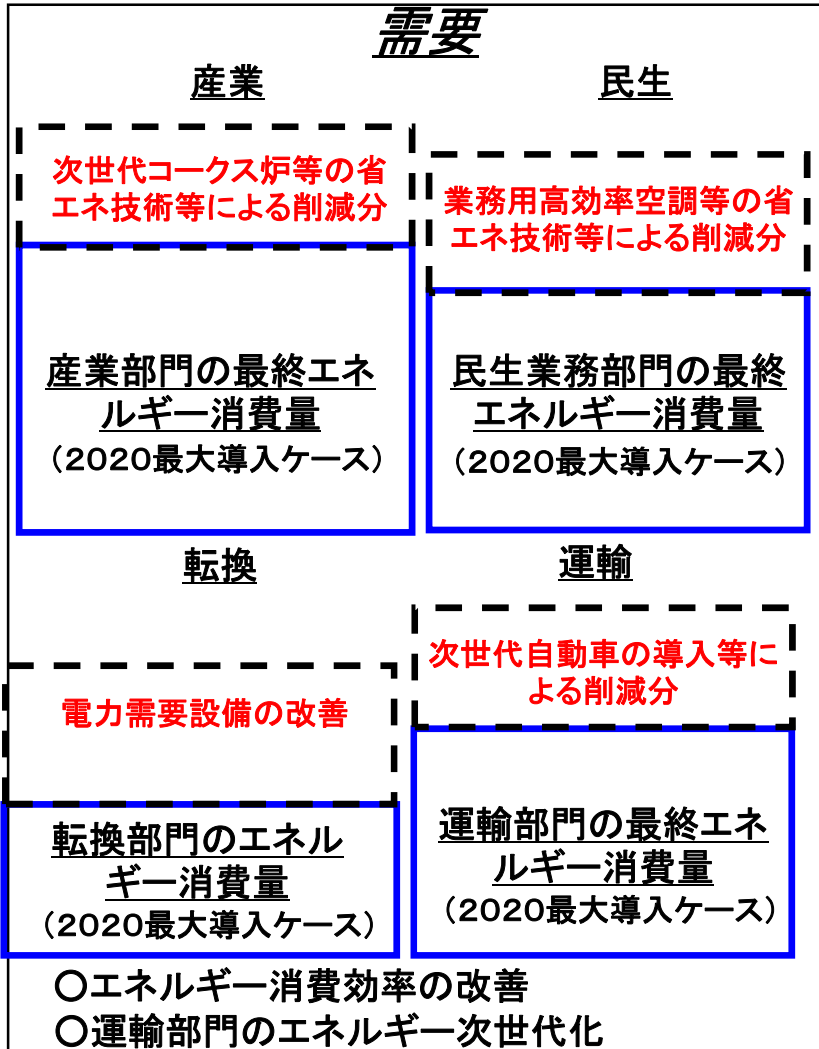 需要
産業
次世代コークス炉等の省
エネ技術等による削減分
産業部門の最終エネ
ルギー消費量
（2020最大導入ケース）
民生
業務用高効率空調等の省
エネ技術等による削減分
民生業務部門の最終
エネルギー消費量
（2020最大導入ケース）
転換
電力需要設備の改善
転換部門のエネル
ギー消費量
（2020最大導入ケース）
運輸
次世代自動車の導入等に
よる削減分
運輸部門の最終エネ
ルギー消費量
（2020最大導入ケース）
○エネルギー消費効率の改善
○運輸部門のエネルギー次世代化